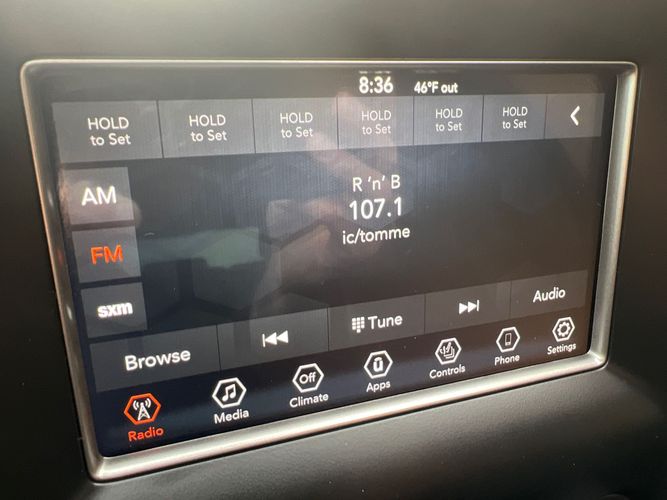 8:36 46°F out
HOLD to Set
HOLD to Set
HOLD to Set
HOLD to Set
HOLD to Set
HOLD to Set
AM
R 'n' B
107.1
FM
ic/tomme
sxm
Browse
Tune
Audio
Radio
Media
Off
Climate
ū
Apps
Controls
Phone
Settings